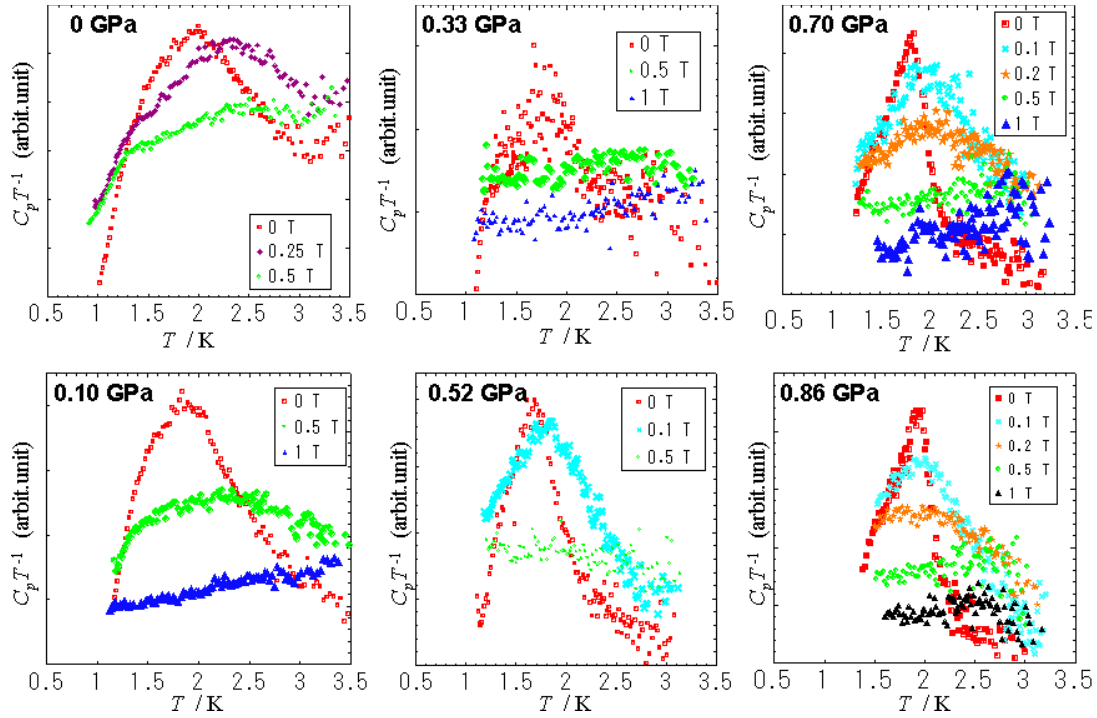 0 GPa
C_p T^-1 (arbit.unit)
0 T
0.25 T
0.5 T
0.5 1 1.5 2 2.5 3 3.5
T / K
0.33 GPa
C_p T^-1 (arbit.unit)
0 T
0.5 T
1 T
0.5 1 1.5 2 2.5 3 3.5
T / K
0.70 GPa
C_p T^-1 (arbit.unit)
0 T
0.1 T
0.2 T
0.5 T
1 T
0.5 1 1.5 2 2.5 3 3.5
T / K
0.10 GPa
C_p T^-1 (arbit.unit)
0 T
0.5 T
1 T
0.5 1 1.5 2 2.5 3 3.5
T / K
0.52 GPa
C_p T^-1 (arbit.unit)
0 T
0.1 T
0.5 T
0.5 1 1.5 2 2.5 3 3.5
T / K
0.86 GPa
C_p T^-1 (arbit.unit)
0 T
0.1 T
0.2 T
0.5 T
1 T
0.5 1 1.5 2 2.5 3 3.5
T / K